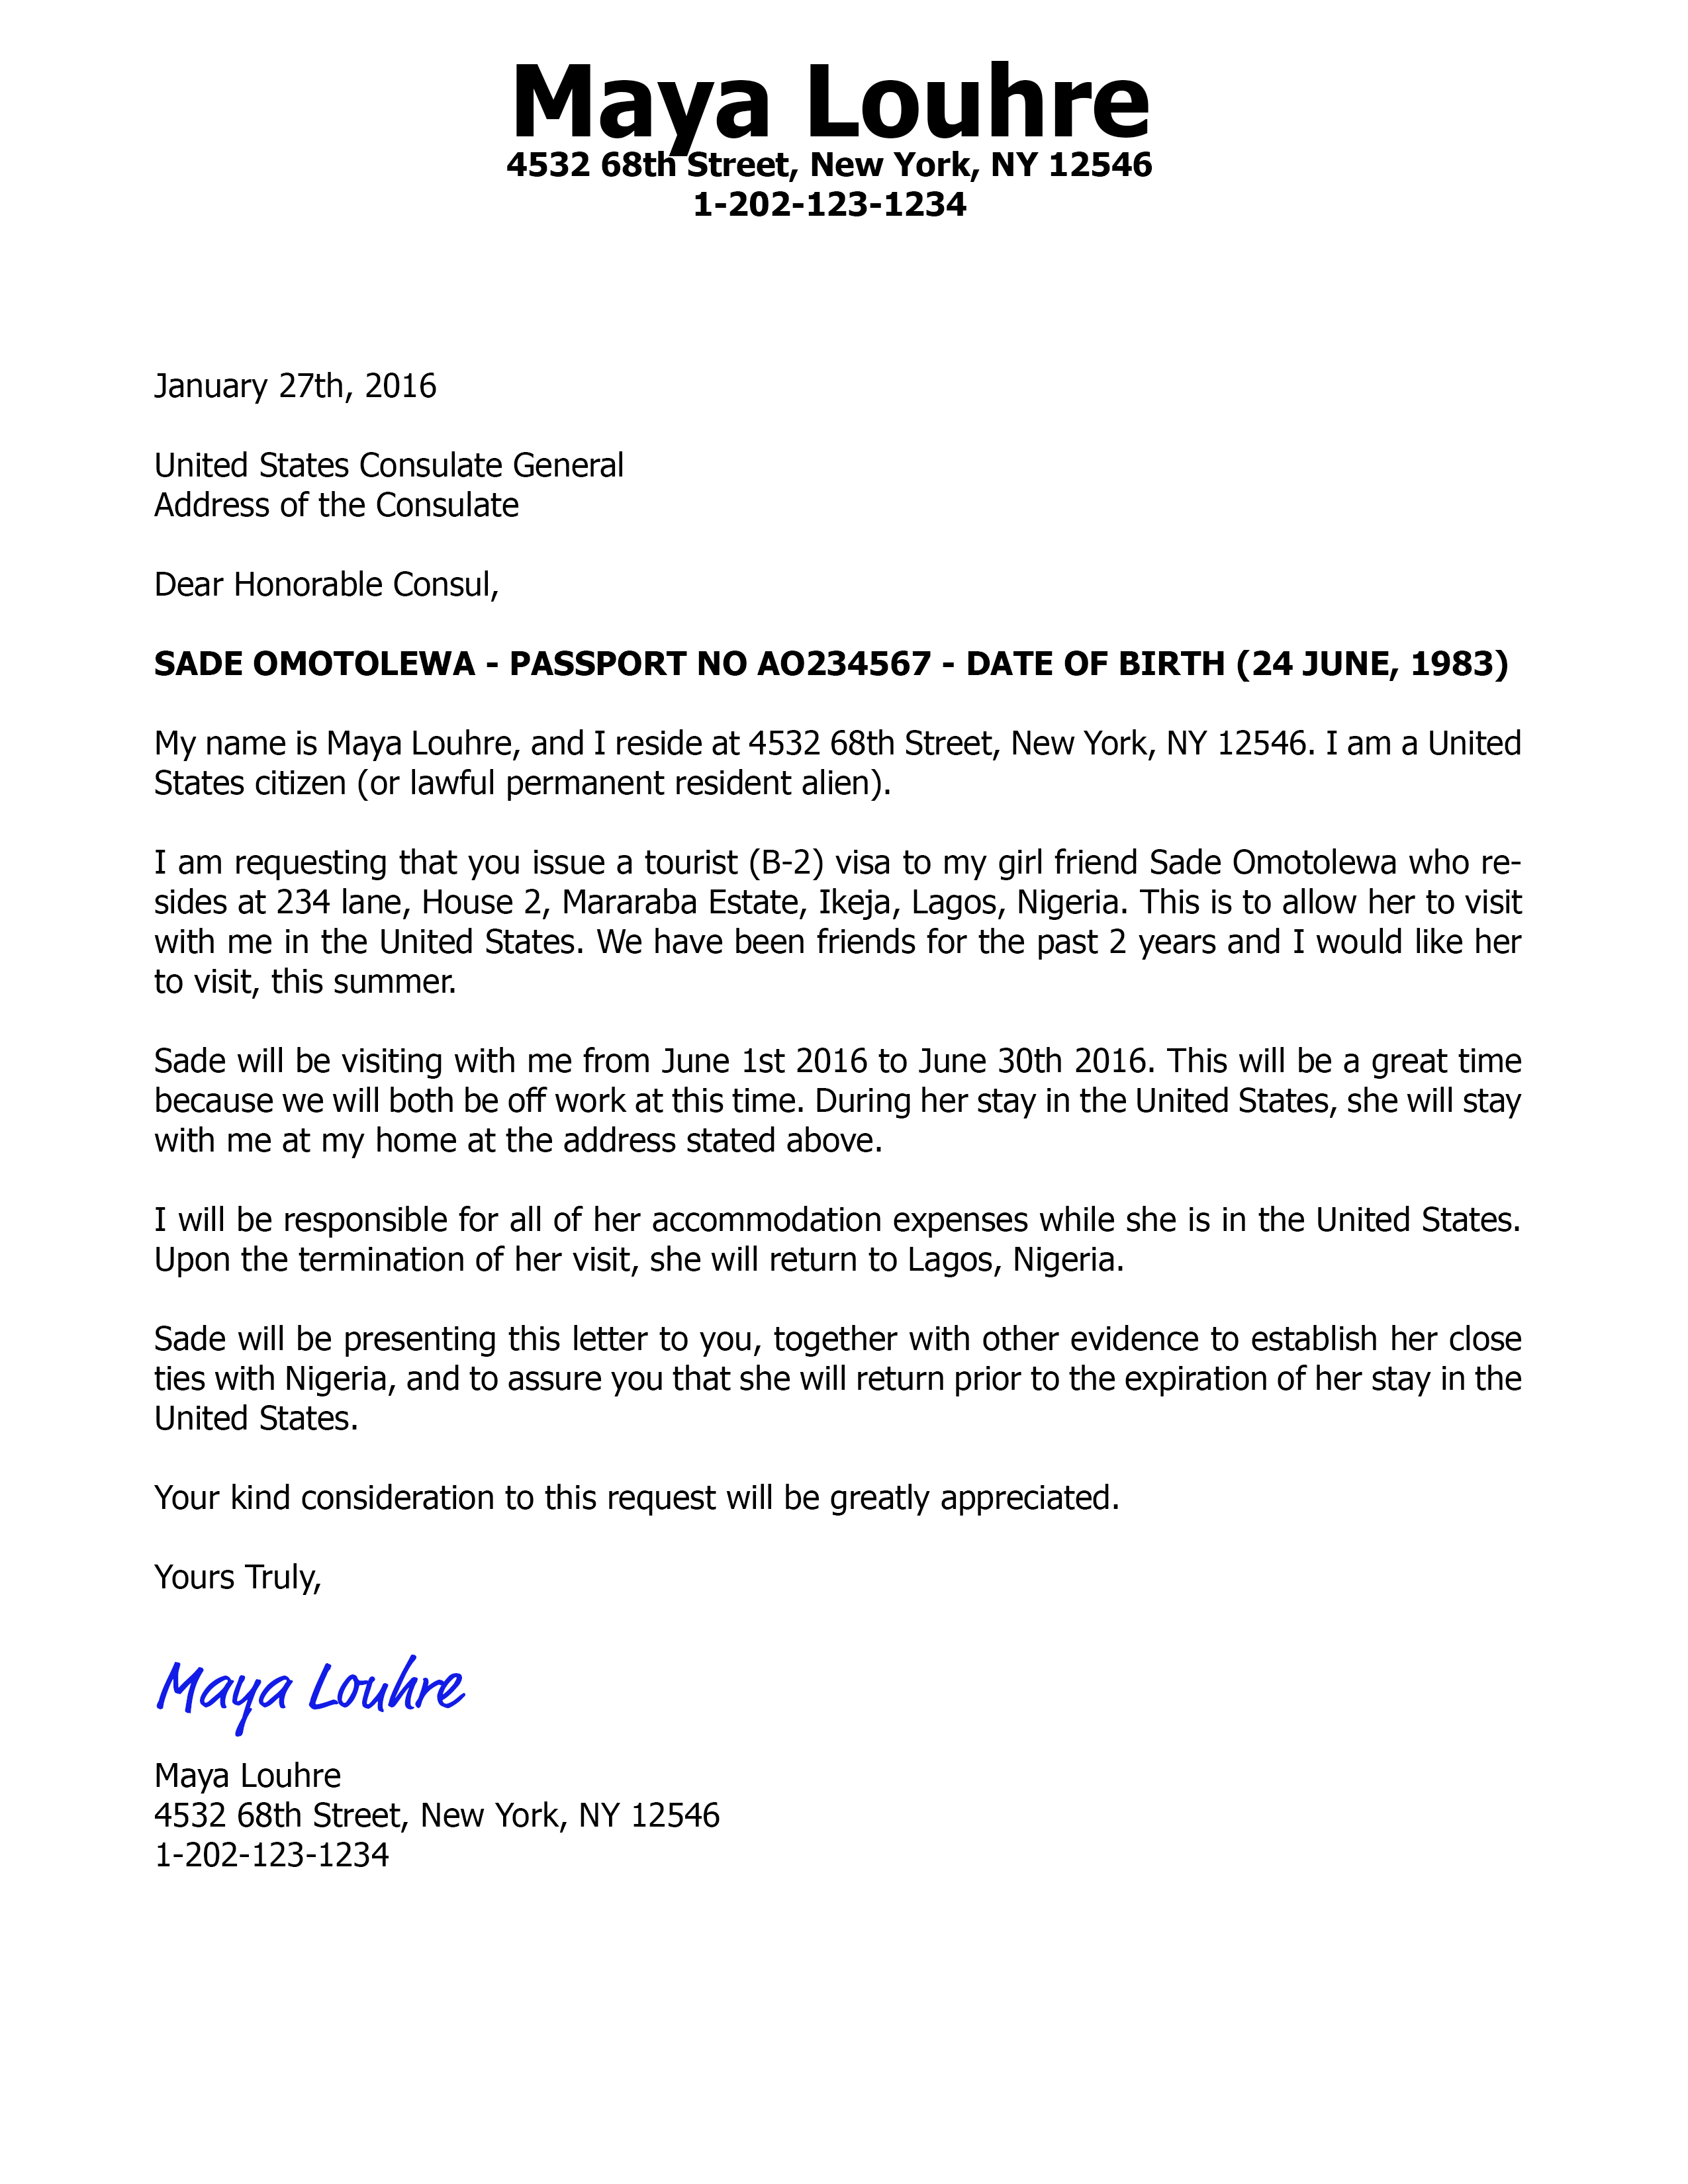 Maya Louhre
4532 68th Street, New York, NY 12546
1-202-123-1234
January 27th, 2016
United States Consulate General
Address of the Consulate
Dear Honorable Consul,
SADE OMOTOLEWA - PASSPORT NO AO234567 - DATE OF BIRTH (24 JUNE, 1983)
My name is Maya Louhre, and I reside at 4532 68th Street, New York, NY 12546. I am a United
States citizen (or lawful permanent resident alien).
I am requesting that you issue a tourist (B-2) visa to my girl friend Sade Omotolewa who re-
sides at 234 lane, House 2, Mararaba Estate, Ikeja, Lagos, Nigeria. This is to allow her to visit
with me in the United States. We have been friends for the past 2 years and I would like her
to visit, this summer.
Sade will be visiting with me from June 1st 2016 to June 30th 2016. This will be a great time
because we will both be off work at this time. During her stay in the United States, she will stay
with me at my home at the address stated above.
I will be responsible for all of her accommodation expenses while she is in the United States.
Upon the termination of her visit, she will return to Lagos, Nigeria.
Sade will be presenting this letter to you, together with other evidence to establish her close
ties with Nigeria, and to assure you that she will return prior to the expiration of her stay in the
United States.
Your kind consideration to this request will be greatly appreciated.
Yours Truly,
Maya Louhre
Maya Louhre
4532 68th Street, New York, NY 12546
1-202-123-1234